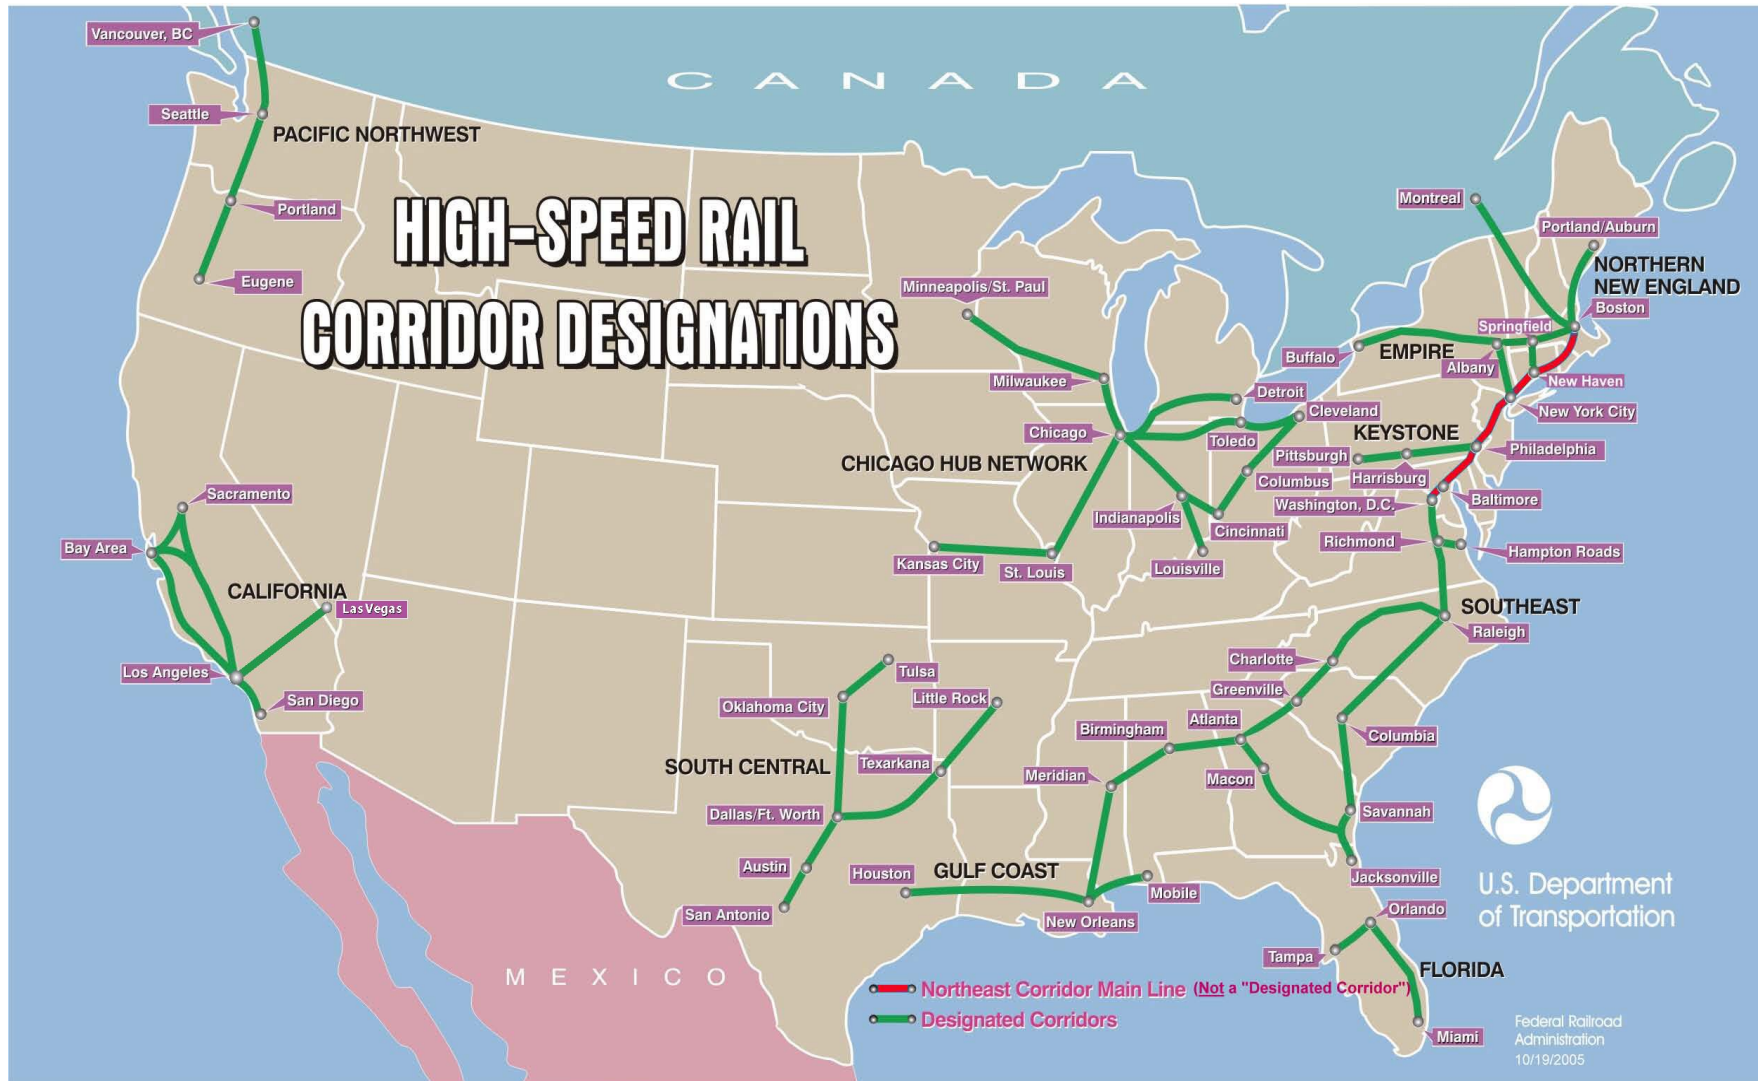 CANADA
Vancouver, BC
Seattle
PACIFIC NORTHWEST
Portland
Eugene
HIGH-SPEED RAIL
CORRIDOR DESIGNATIONS
Montreal
Portland/Auburn
NORTHERN
NEW ENGLAND
Boston
Springfield
Buffalo
EMPIRE
Albany
New Haven
New York City
Minneapolis/St. Paul
Milwaukee
Detroit
Cleveland
Chicago
Toledo
KEYSTONE
Philadelphia
CHICAGO HUB NETWORK
Pittsburgh
Harrisburg
Columbus
Baltimore
Washington, D.C.
Indianapolis
Cincinnati
Richmond
Hampton Roads
Kansas City
St. Louis
Louisville
Sacramento
Bay Area
CALIFORNIA
Las Vegas
Los Angeles
San Diego
SOUTHEAST
Raleigh
Charlotte
Greenville
Tulsa
Oklahoma City
Little Rock
Birmingham
Atlanta
Columbia
SOUTH CENTRAL
Texarkana
Meridian
Macon
Dallas/Ft. Worth
Savannah
Austin
Houston
GULF COAST
Mobile
Jacksonville
San Antonio
New Orleans
Orlando
Tampa
FLORIDA
Miami
U.S. Department
of Transportation
MEXICO
Northeast Corridor Main Line (Not a "Designated Corridor")
Designated Corridors
Federal Railroad
Administration
10/19/2005